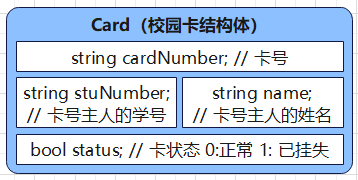 Card（校园卡结构体）
string cardNumber; // 卡号
string stuNumber;
// 卡号主人的学号
string name;
// 卡号主人的姓名
bool status; // 卡状态 0:正常 1: 已挂失